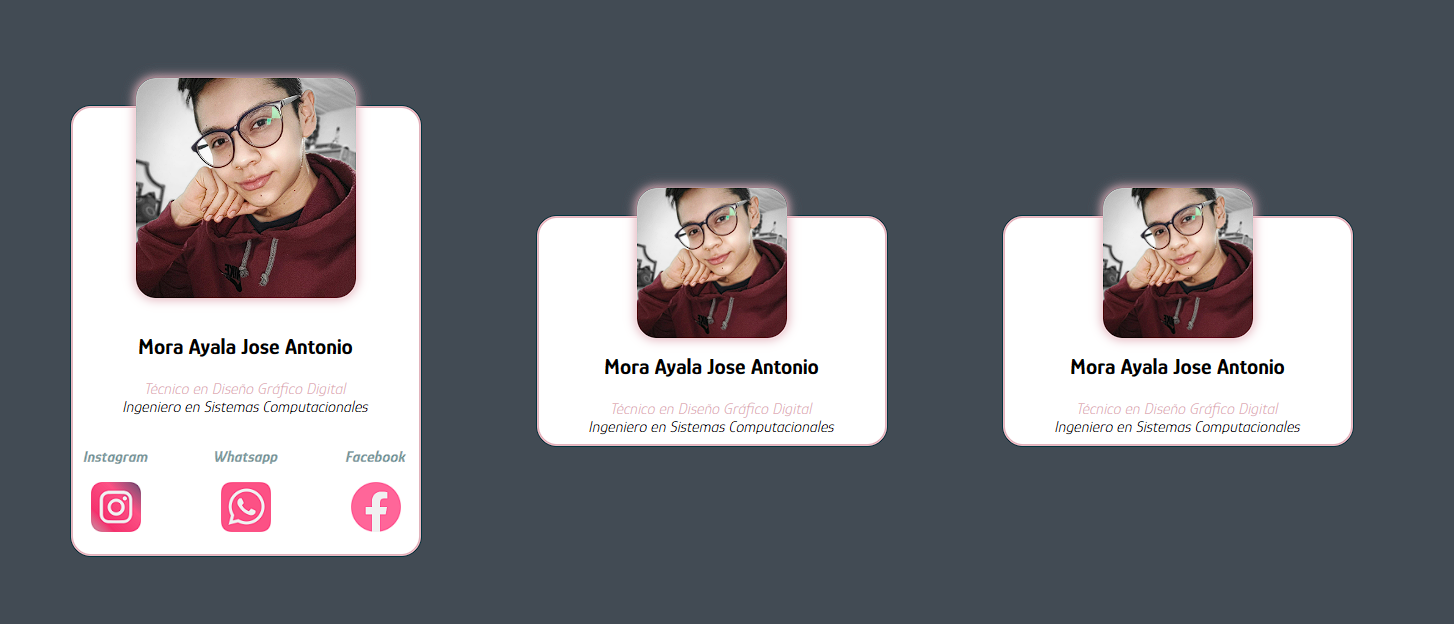 Mora Ayala Jose Antonio
Técnico en Diseño Gráfico Digital
Ingeniero en Sistemas Computacionales
Instagram Whatsapp Facebook
Mora Ayala Jose Antonio
Técnico en Diseño Gráfico Digital
Ingeniero en Sistemas Computacionales
Mora Ayala Jose Antonio
Técnico en Diseño Gráfico Digital
Ingeniero en Sistemas Computacionales